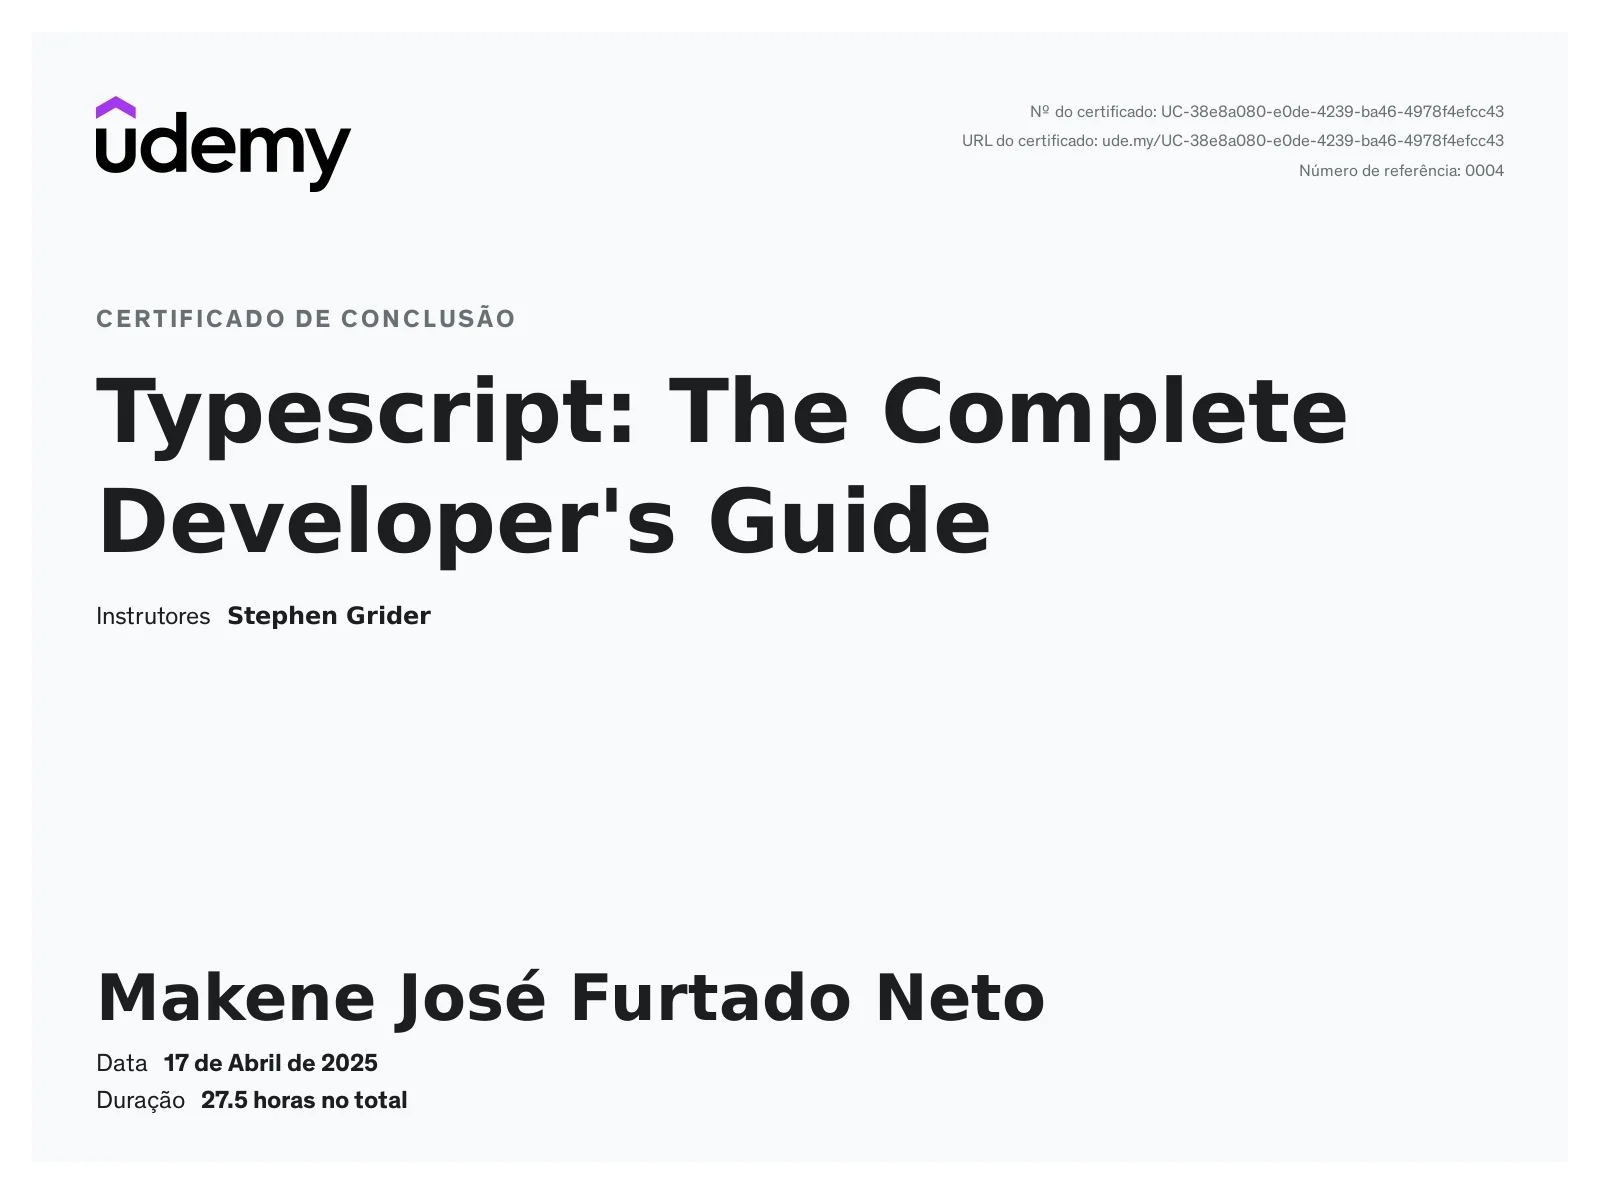 udemy
Nº do certificado: UC-38e8a080-e0de-4239-ba46-4978f4efcc43
URL do certificado: ude.my/UC-38e8a080-e0de-4239-ba46-4978f4efcc43
Número de referência: 0004
CERTIFICADO DE CONCLUSÃO
Typescript: The Complete
Developer's Guide
Instrutores Stephen Grider
Makene José Furtado Neto
Data 17 de Abril de 2025
Duração 27.5 horas no total